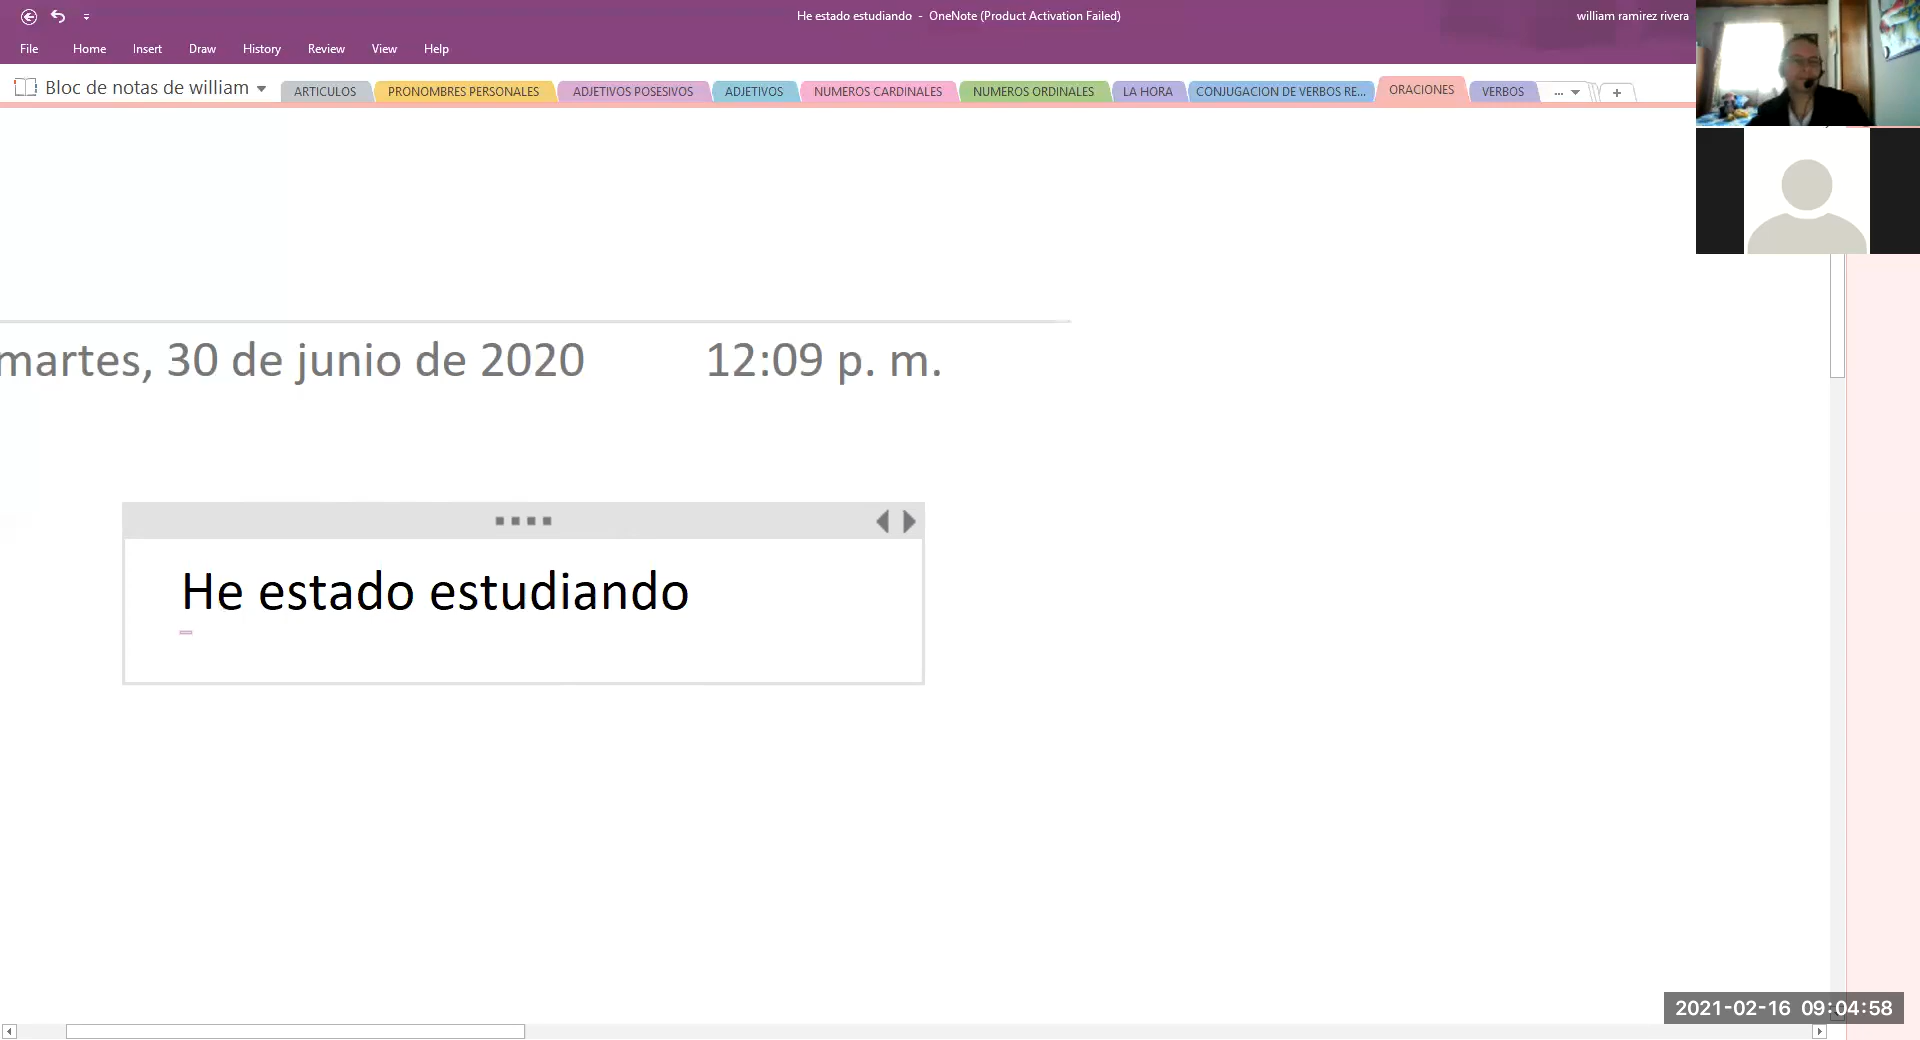 He estado estudiando - OneNote (Product Activation Failed)
william ramirez rivera
File Home Insert Draw History Review View Help
Bloc de notas de william
ARTICULOS PRONOMBRES PERSONALES ADJETIVOS POSESIVOS ADJETIVOS NUMEROS CARDINALES NUMEROS ORDINALES LA HORA CONJUGACION DE VERBOS RE... ORACIONES VERBOS ... +
martes, 30 de junio de 2020 12:09 p. m.
He estado estudiando
2021-02-16 09:04:58